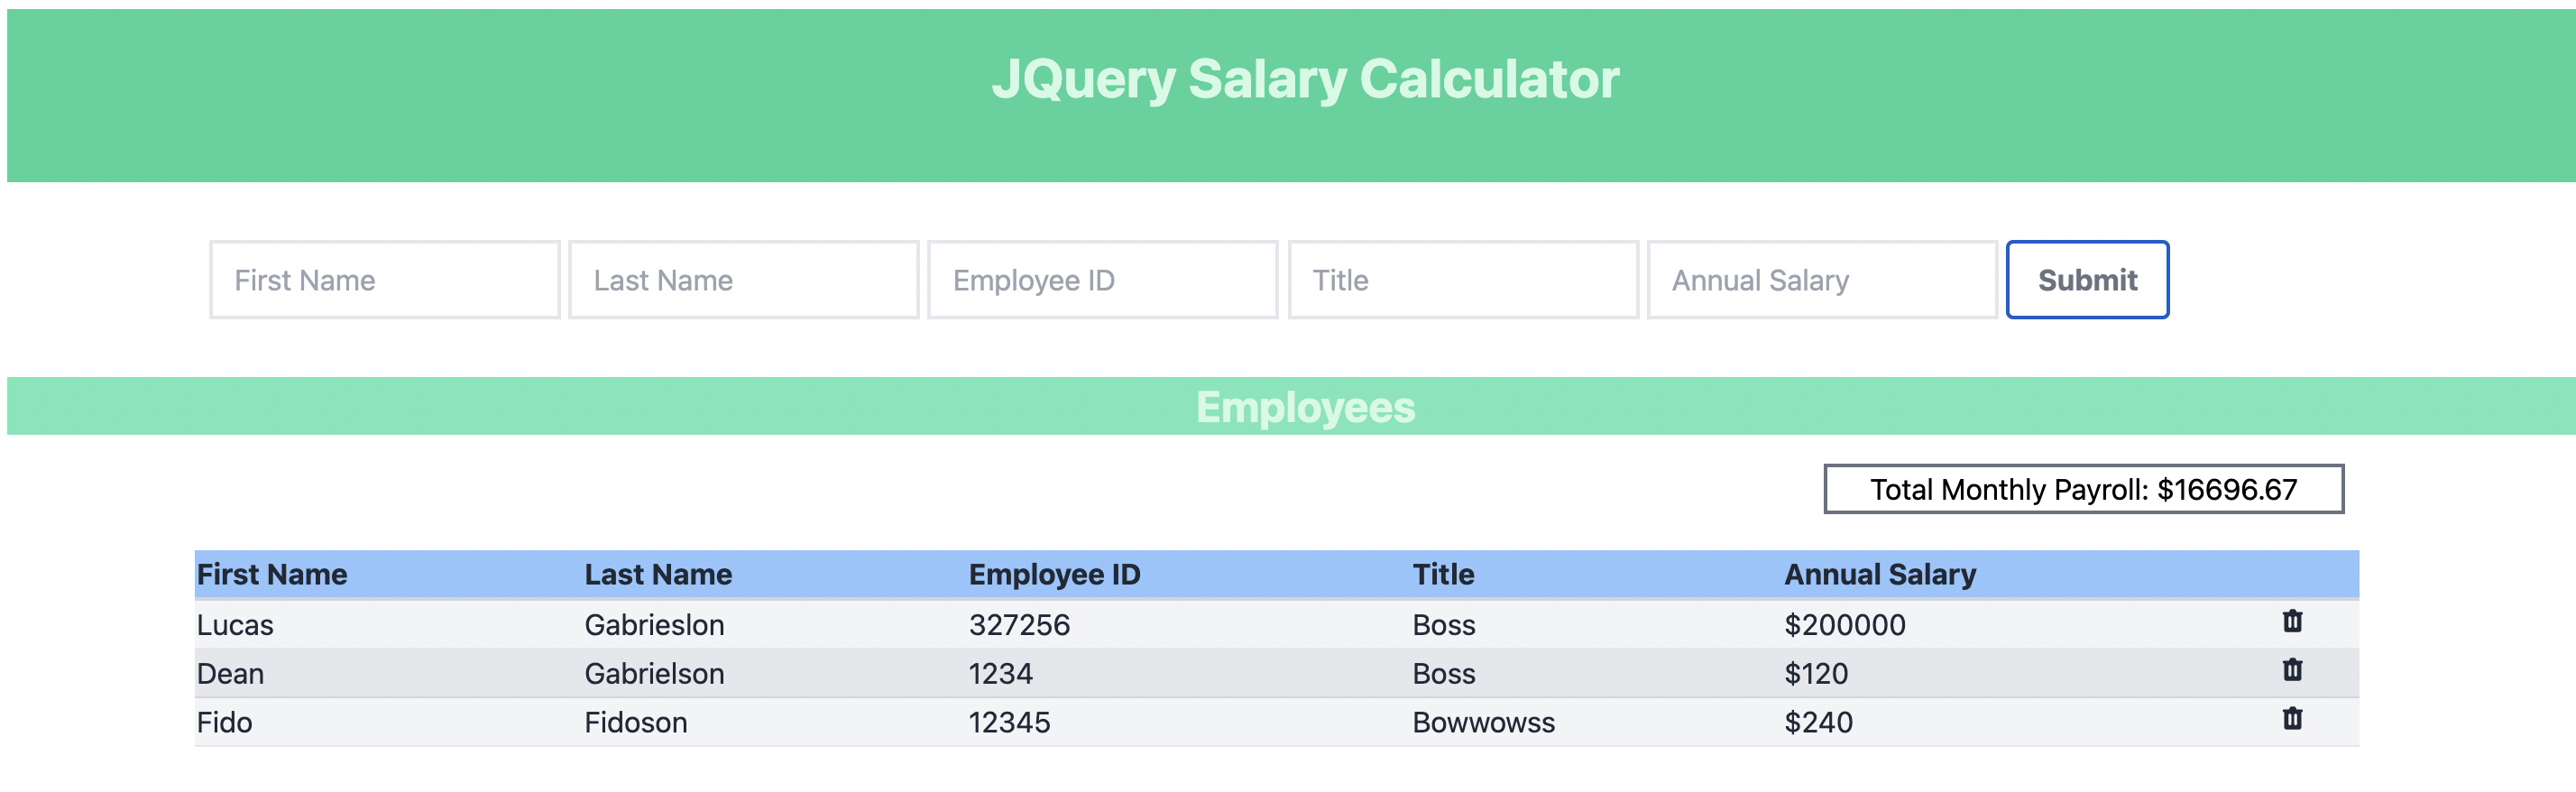 JQuery Salary Calculator
First Name Last Name Employee ID Title Annual Salary Submit
Employees
Total Monthly Payroll: $16696.67
First Name Last Name Employee ID Title Annual Salary
Lucas Gabrieslon 327256 Boss $200000
Dean Gabrielson 1234 Boss $120
Fido Fidoson 12345 Bowwowss $240